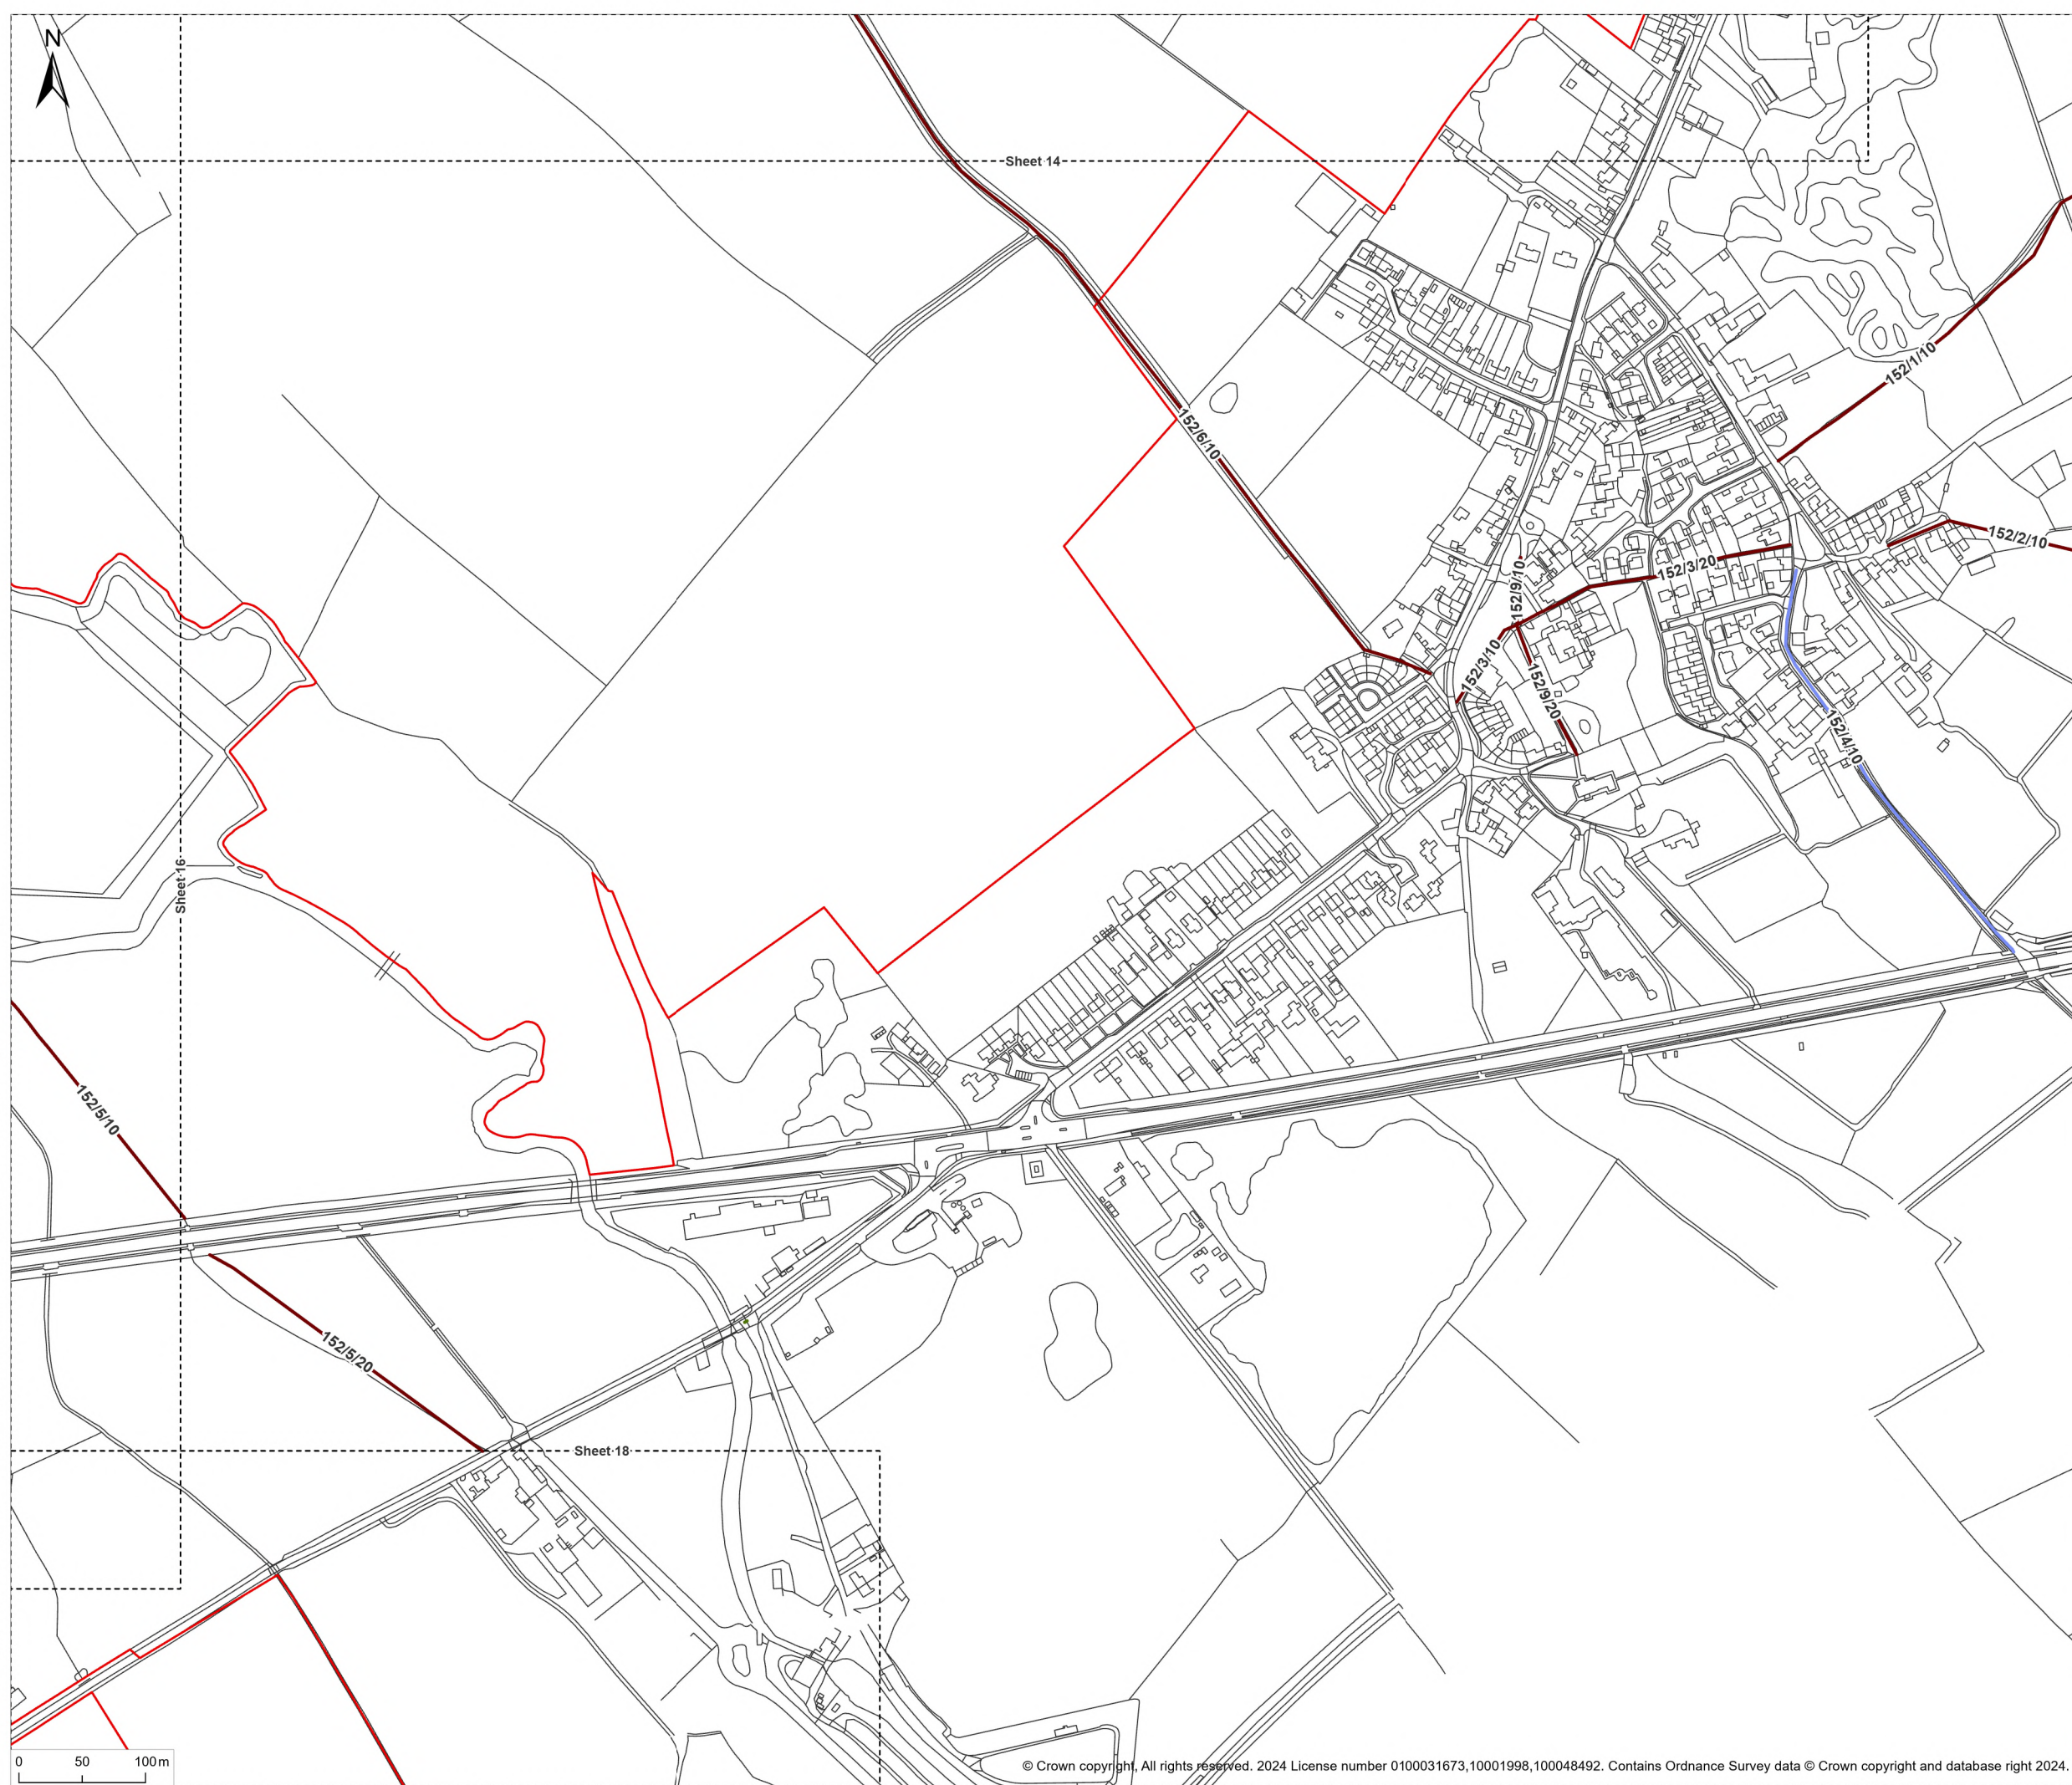 N
Sheet 14
152/1/10
152/6/10
152/2/10
152/3/20
152/9/10
152/3/10
152/9/20
152/4/10
Sheet 16
152/5/10
152/5/20
Sheet 18
0 50 100 m
© Crown copyright, All rights reserved. 2024 License number 0100031673,10001998,100048492. Contains Ordnance Survey data © Crown copyright and database right 2024.